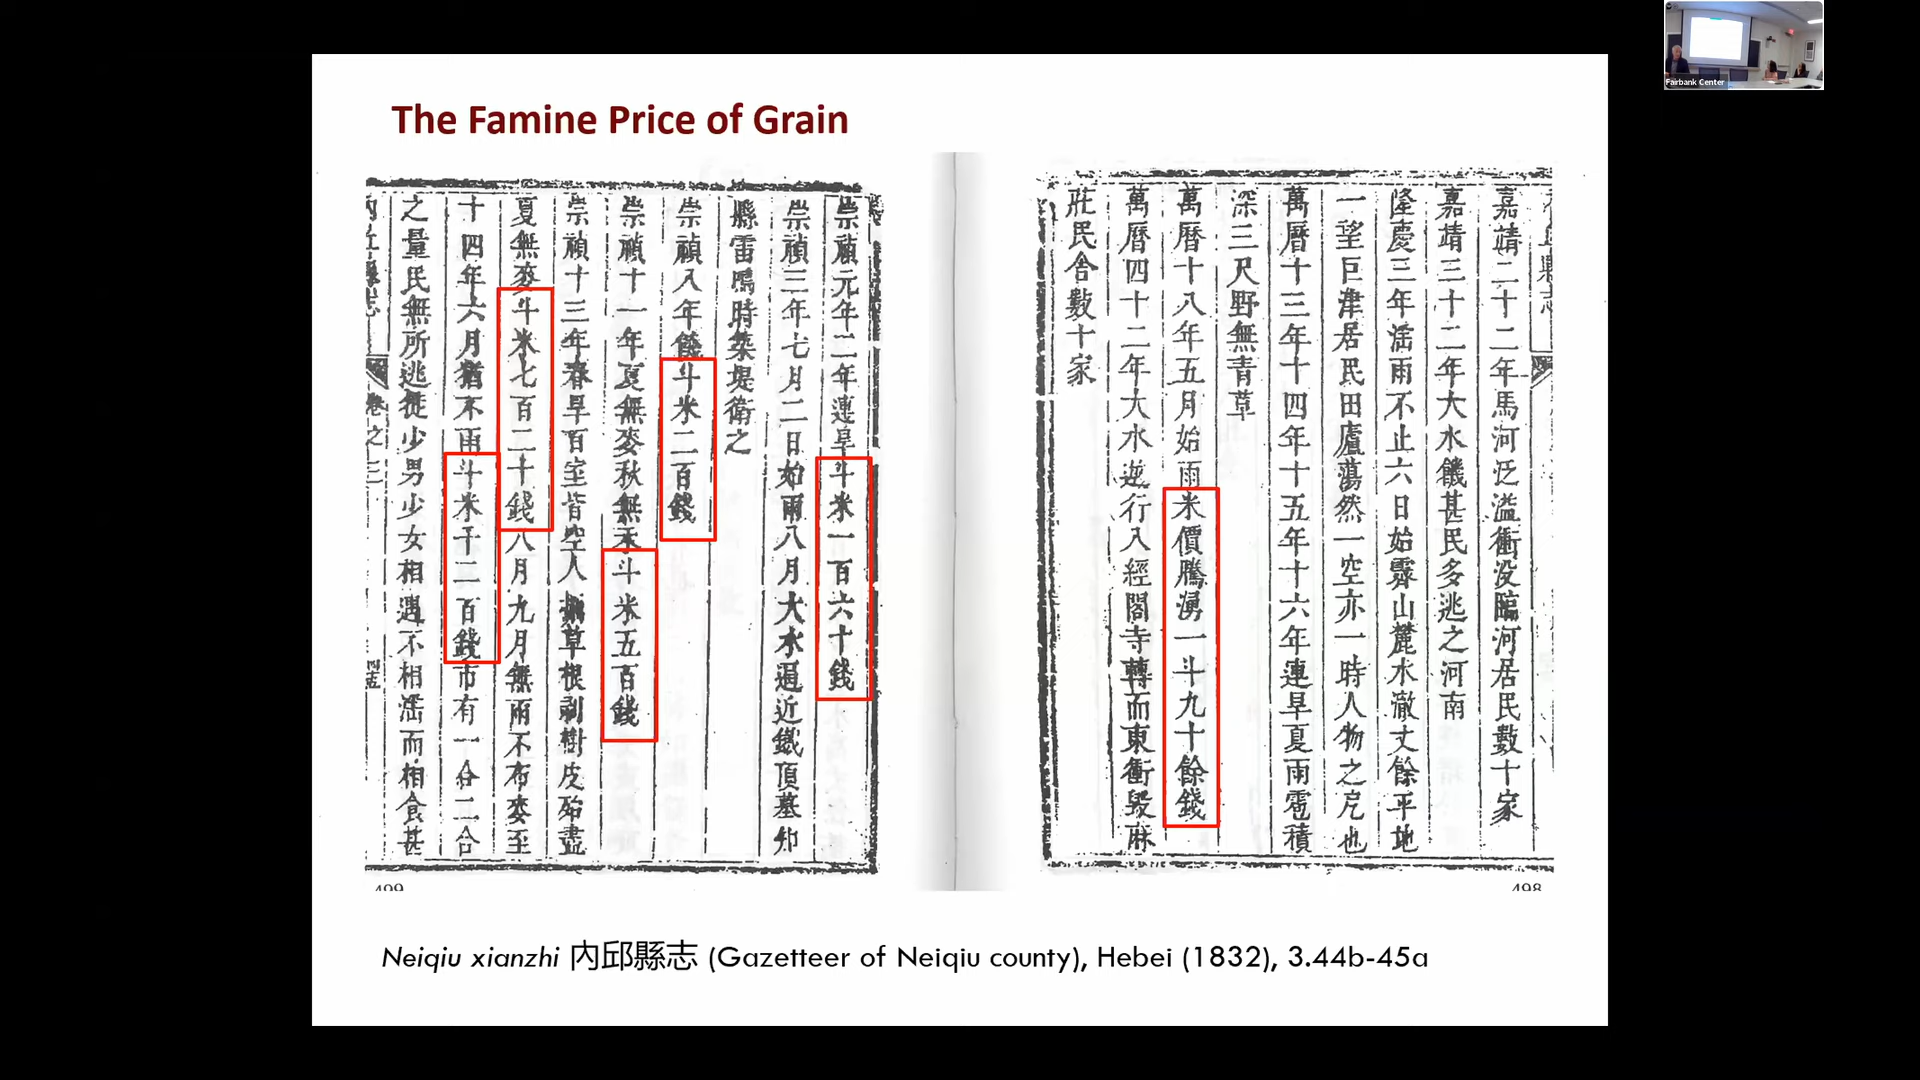 The Famine Price of Grain
Fairbank Center
嘉靖二十二年馬河泛溢衝没臨河居民數十家
嘉靖三十二年大水饑甚民多逃之河南
隆慶三年滛雨不止六日始霽山麓水澈丈餘平地
一望巨津居民田廬蕩然一空亦一時人物之戹也
萬曆十三年十四年十五年十六年連旱夏雨雹積
深三尺野無青草
萬曆十八年五月始雨米價騰湧一斗九十餘錢
萬曆四十二年大水逆行入經閣寺轉而東衝毀麻
莊民舍數十家
崇禎元年二年連旱斗米一百六十錢
崇禎三年七月二日如雨八月大水逼近鐵頂墓知
縣雷鳴時築堤衛之
崇禎八年饑斗米二百錢
崇禎十一年夏無麥秋無禾斗米五百錢
崇禎十三年春旱百室皆空人掘草根剥樹皮殆盡
夏無麥斗米七百二十錢八月九月無雨不布麥至
十四年六月猶不雨斗米千二百錢市有一合二合
之量民無所逃徙少男少女相遇不相濡而相食甚
499
498
Neiqiu xianzhi 內邱縣志 (Gazetteer of Neiqiu county), Hebei (1832), 3.44b-45a